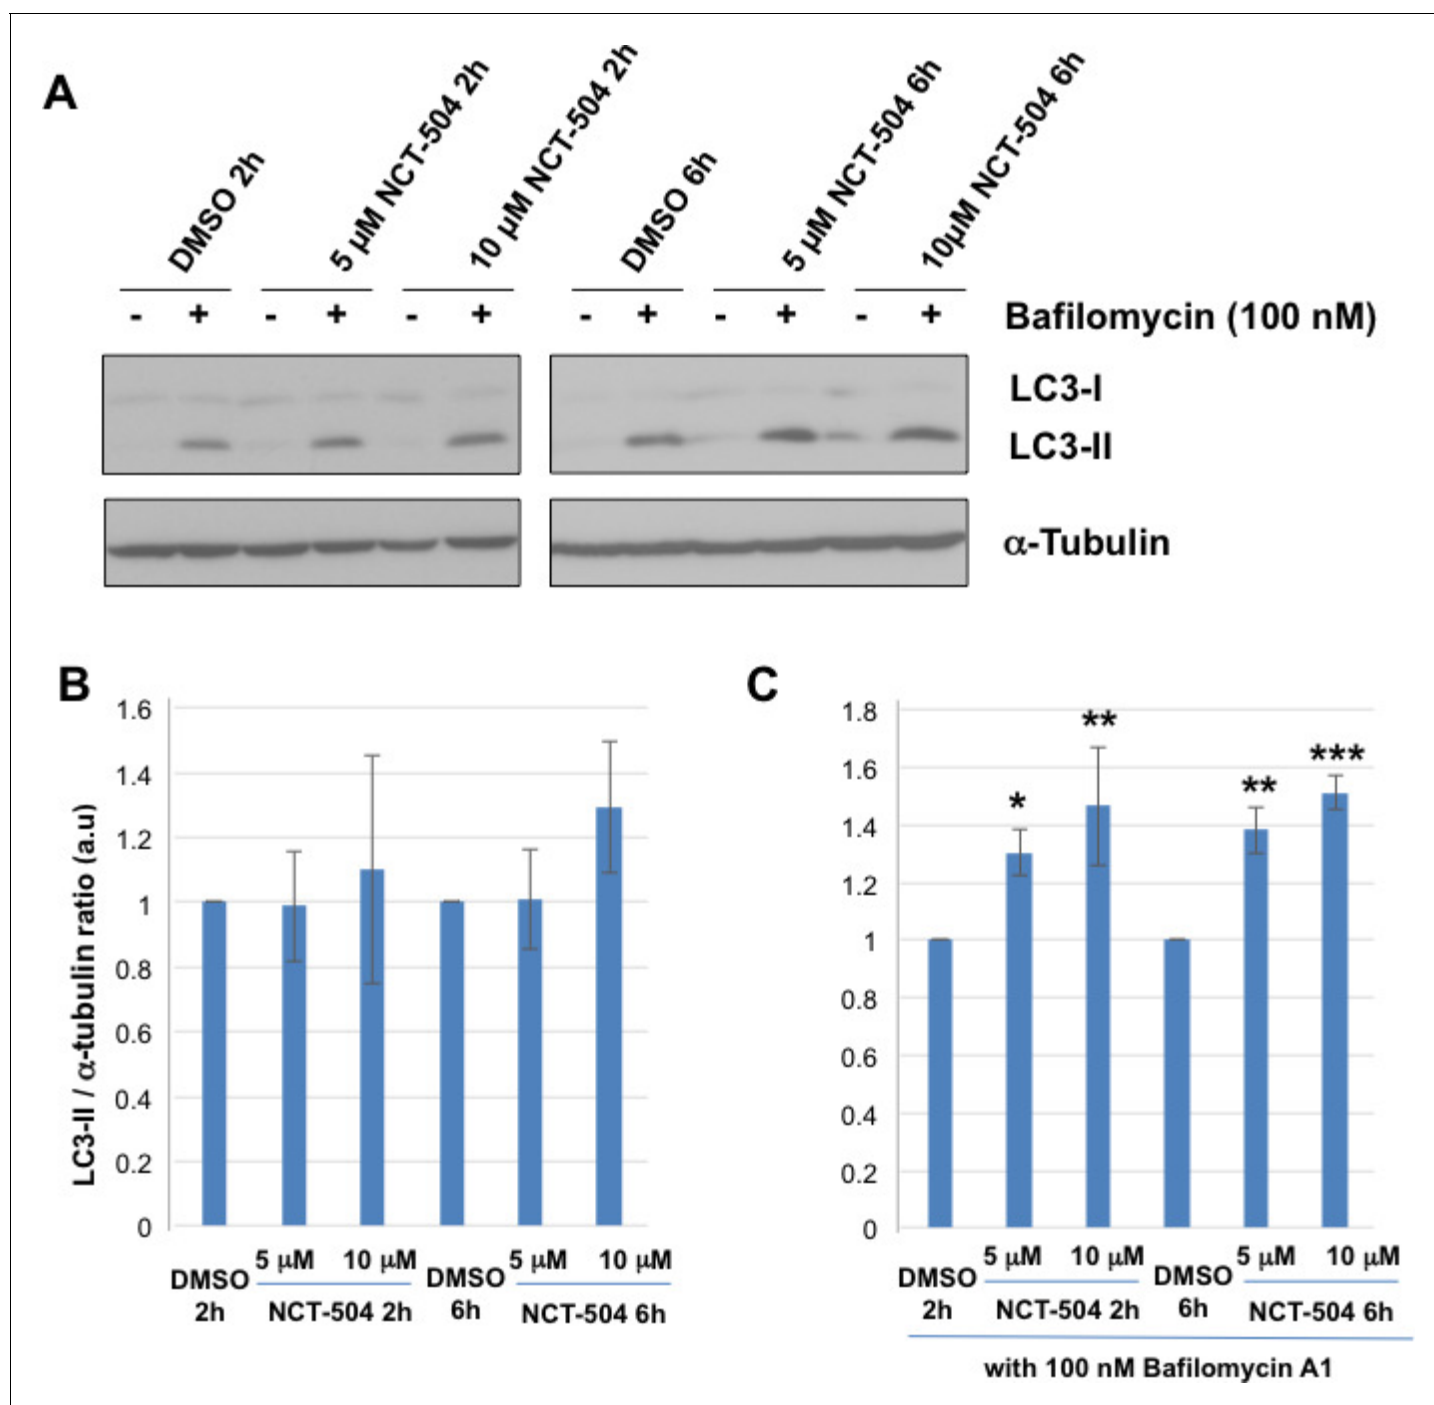 A
DMSO 2h
5 µM NCT-504 2h
10 µM NCT-504 2h
DMSO 6h
5 µM NCT-504 6h
10µM NCT-504 6h
- + - + - + - + - + - + Bafilomycin (100 nM)
LC3-I
LC3-II
α-Tubulin
B
LC3-II / α-tubulin ratio (a.u)
1.6
1.4
1.2
1
0.8
0.6
0.4
0.2
0
5 µM 10 µM 5 µM 10 µM
DMSO DMSO
2h NCT-504 2h 6h NCT-504 6h
C
1.8
1.6
1.4
1.2
1
0.8
0.6
0.4
0.2
0
* ** ** ***
5 µM 10 µM 5 µM 10 µM
DMSO DMSO
2h NCT-504 2h 6h NCT-504 6h
with 100 nM Bafilomycin A1